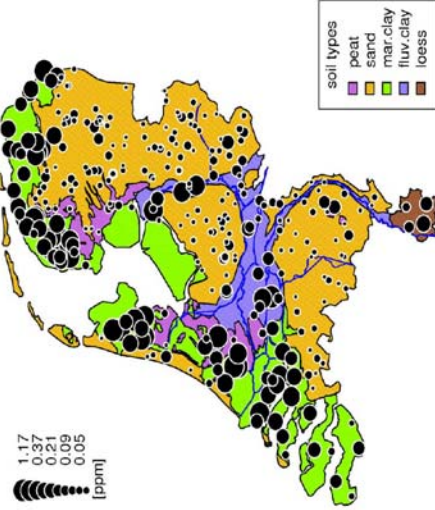 1.17
0.37
0.21
0.09
0.05
[ppm]
soil types
peat
sand
mar.clay
fluv.clay
loess